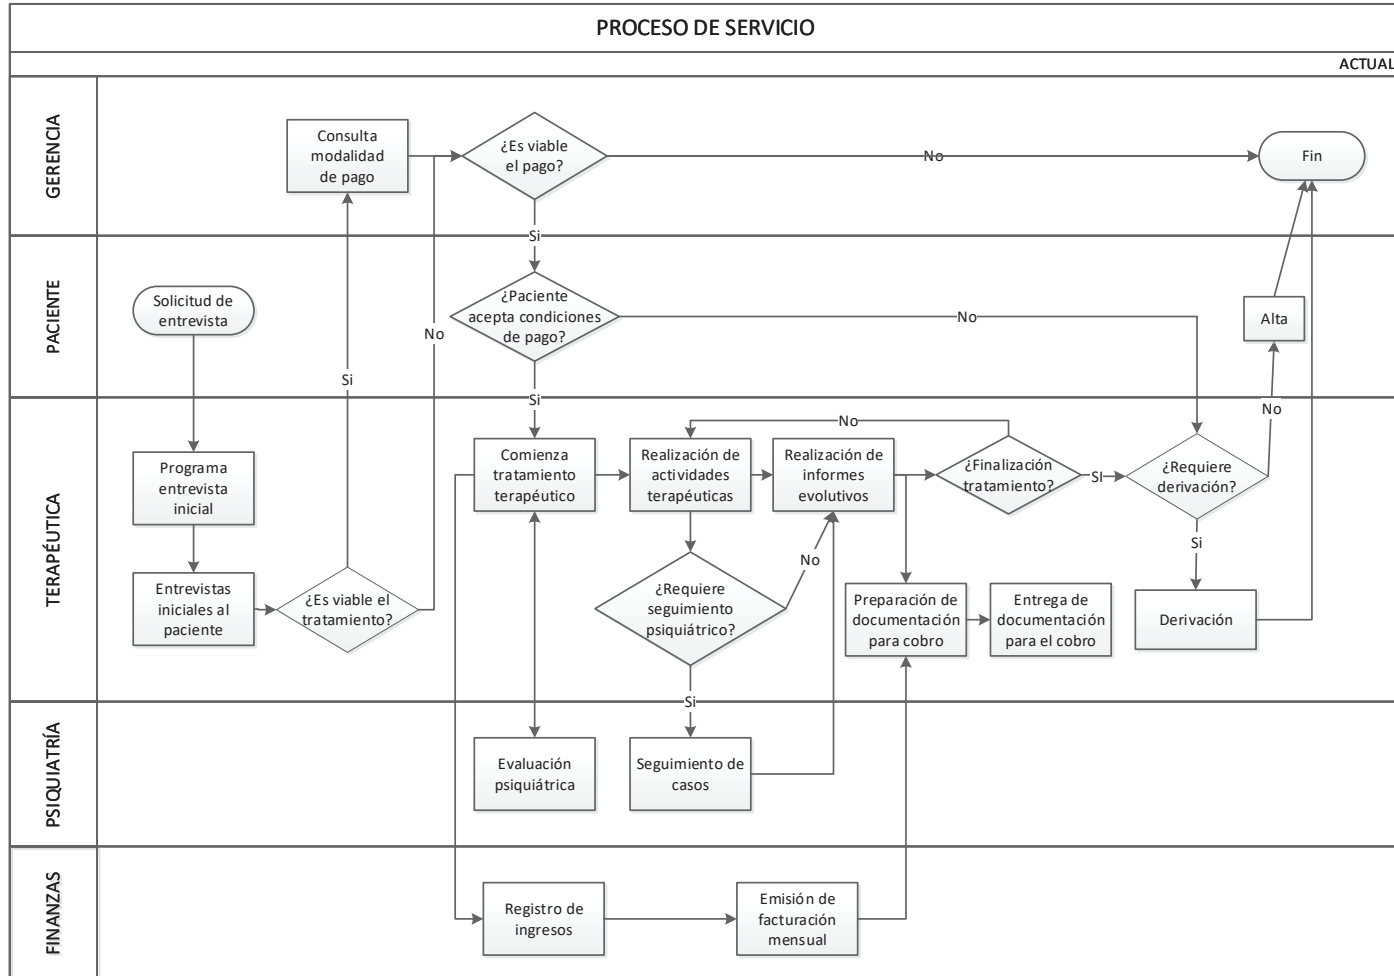 PROCESO DE SERVICIO
ACTUAL
GERENCIA
Consulta
modalidad
de pago
¿Es viable
el pago?
No
Fin
Si
PACIENTE
Solicitud de
entrevista
¿Paciente
acepta condiciones
de pago?
No
Alta
No
Si
Si
No
TERAPÉUTICA
Programa
entrevista
inicial
Entrevistas
iniciales al
paciente
¿Es viable el
tratamiento?
Comienza
tratamiento
terapéutico
Realización de
actividades
terapéuticas
No
Realización de
informes
evolutivos
¿Finalización
tratamiento?
SI
¿Requiere
derivación?
Si
¿Requiere
seguimiento
psiquiátrico?
No
Preparación de
documentación
para cobro
Entrega de
documentación
para el cobro
Derivación
Si
PSIQUIATRÍA
Evaluación
psiquiátrica
Seguimiento de
casos
FINANZAS
Registro de
ingresos
Emisión de
facturación
mensual